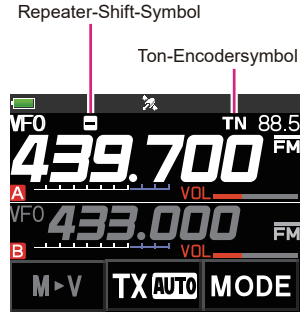 Repeater-Shift-Symbol
Ton-Encodersymbol
VFO TN 88.5
439.700 FM
A VOL
VFO 433.000 FM
B VOL
M►V TX AUTO MODE